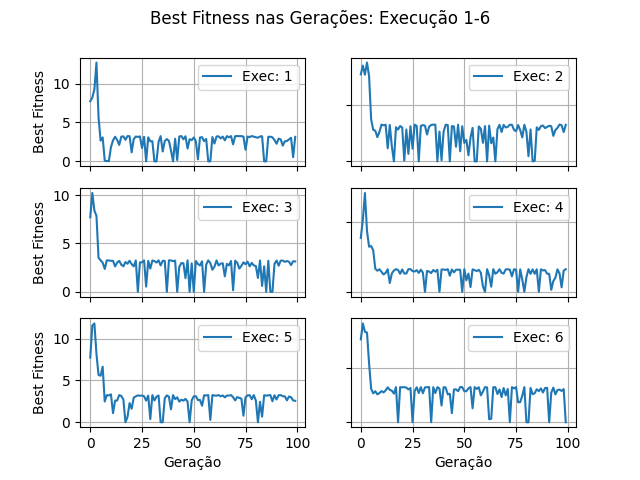 Best Fitness nas Gerações: Execução 1-6
Best Fitness
10
5
0
Exec: 1
Exec: 2
Best Fitness
10
5
0
Exec: 3
Exec: 4
Best Fitness
10
5
0
Exec: 5
Exec: 6
0 25 50 75 100
0 25 50 75 100
Geração
Geração